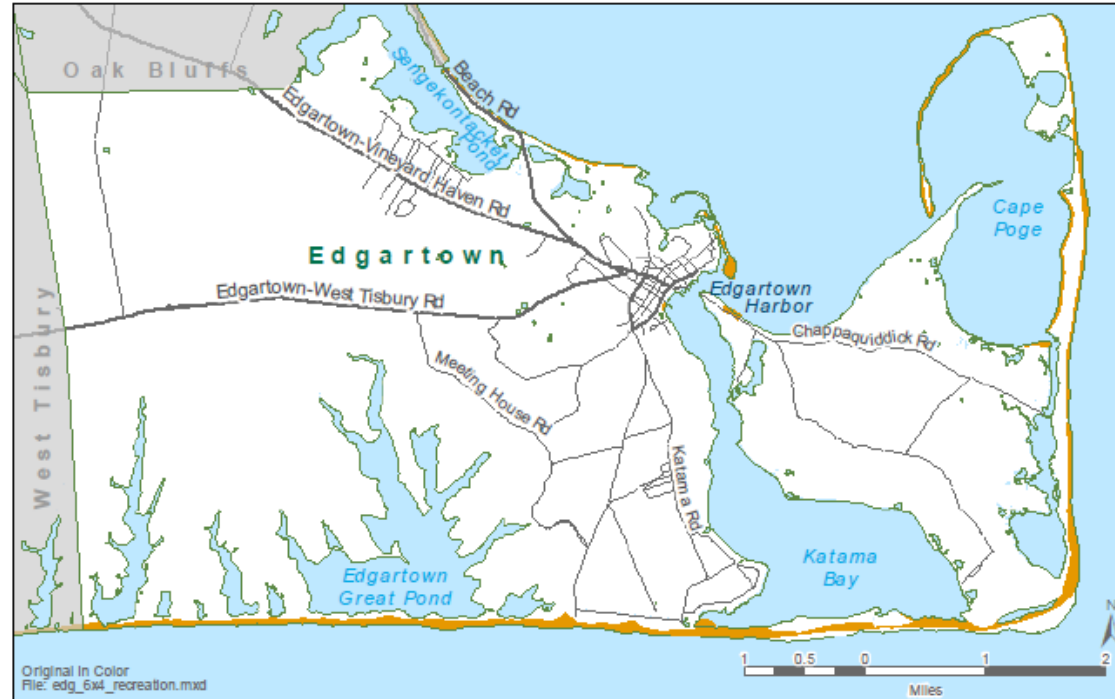 Oak Bluffs
Sengekontacket
Pond
Beach Rd
Edgartown-Vineyard Haven Rd
Cape
Poge
Edgartown
Edgartown-West Tisbury Rd
Edgartown
Harbor
Chappaquiddick Rd
West Tisbury
Meeting House Rd
Katama Rd
Edgartown
Great Pond
Katama
Bay
N
Original in Color
File: edg_6x4_recreation.mxd
1 0.5 0 1 2
Miles